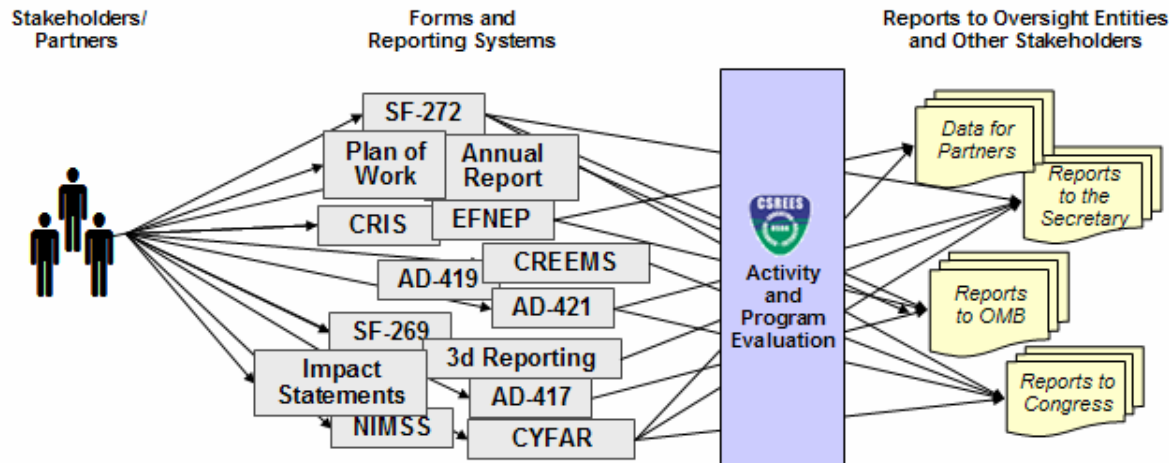 Stakeholders/
Partners
Forms and
Reporting Systems
Reports to Oversight Entities
and Other Stakeholders
SF-272
Plan of
Work
Annual
Report
CRIS
EFNEP
CREEMS
AD-419
AD-421
SF-269
3d Reporting
Impact
Statements
AD-417
NIMSS
CYFAR
CSREES
Activity
and
Program
Evaluation
Data for
Partners
Reports
to the
Secretary
Reports
to OMB
Reports to
Congress